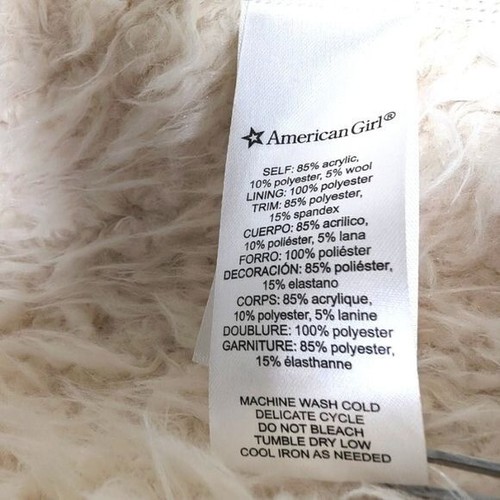 American Girl®
SELF: 85% acrylic,
10% polyester, 5% wool
LINING: 100% polyester
TRIM: 85% polyester,
15% spandex
CUERPO: 85% acrilico,
10% poliéster, 5% lana
FORRO: 100% poliéster
DECORACIÓN: 85% poliéster,
15% elastano
CORPS: 85% acrylique,
10% polyester, 5% lanine
DOUBLURE: 100% polyester
GARNITURE: 85% polyester,
15% élasthanne
MACHINE WASH COLD
DELICATE CYCLE
DO NOT BLEACH
TUMBLE DRY LOW
COOL IRON AS NEEDED